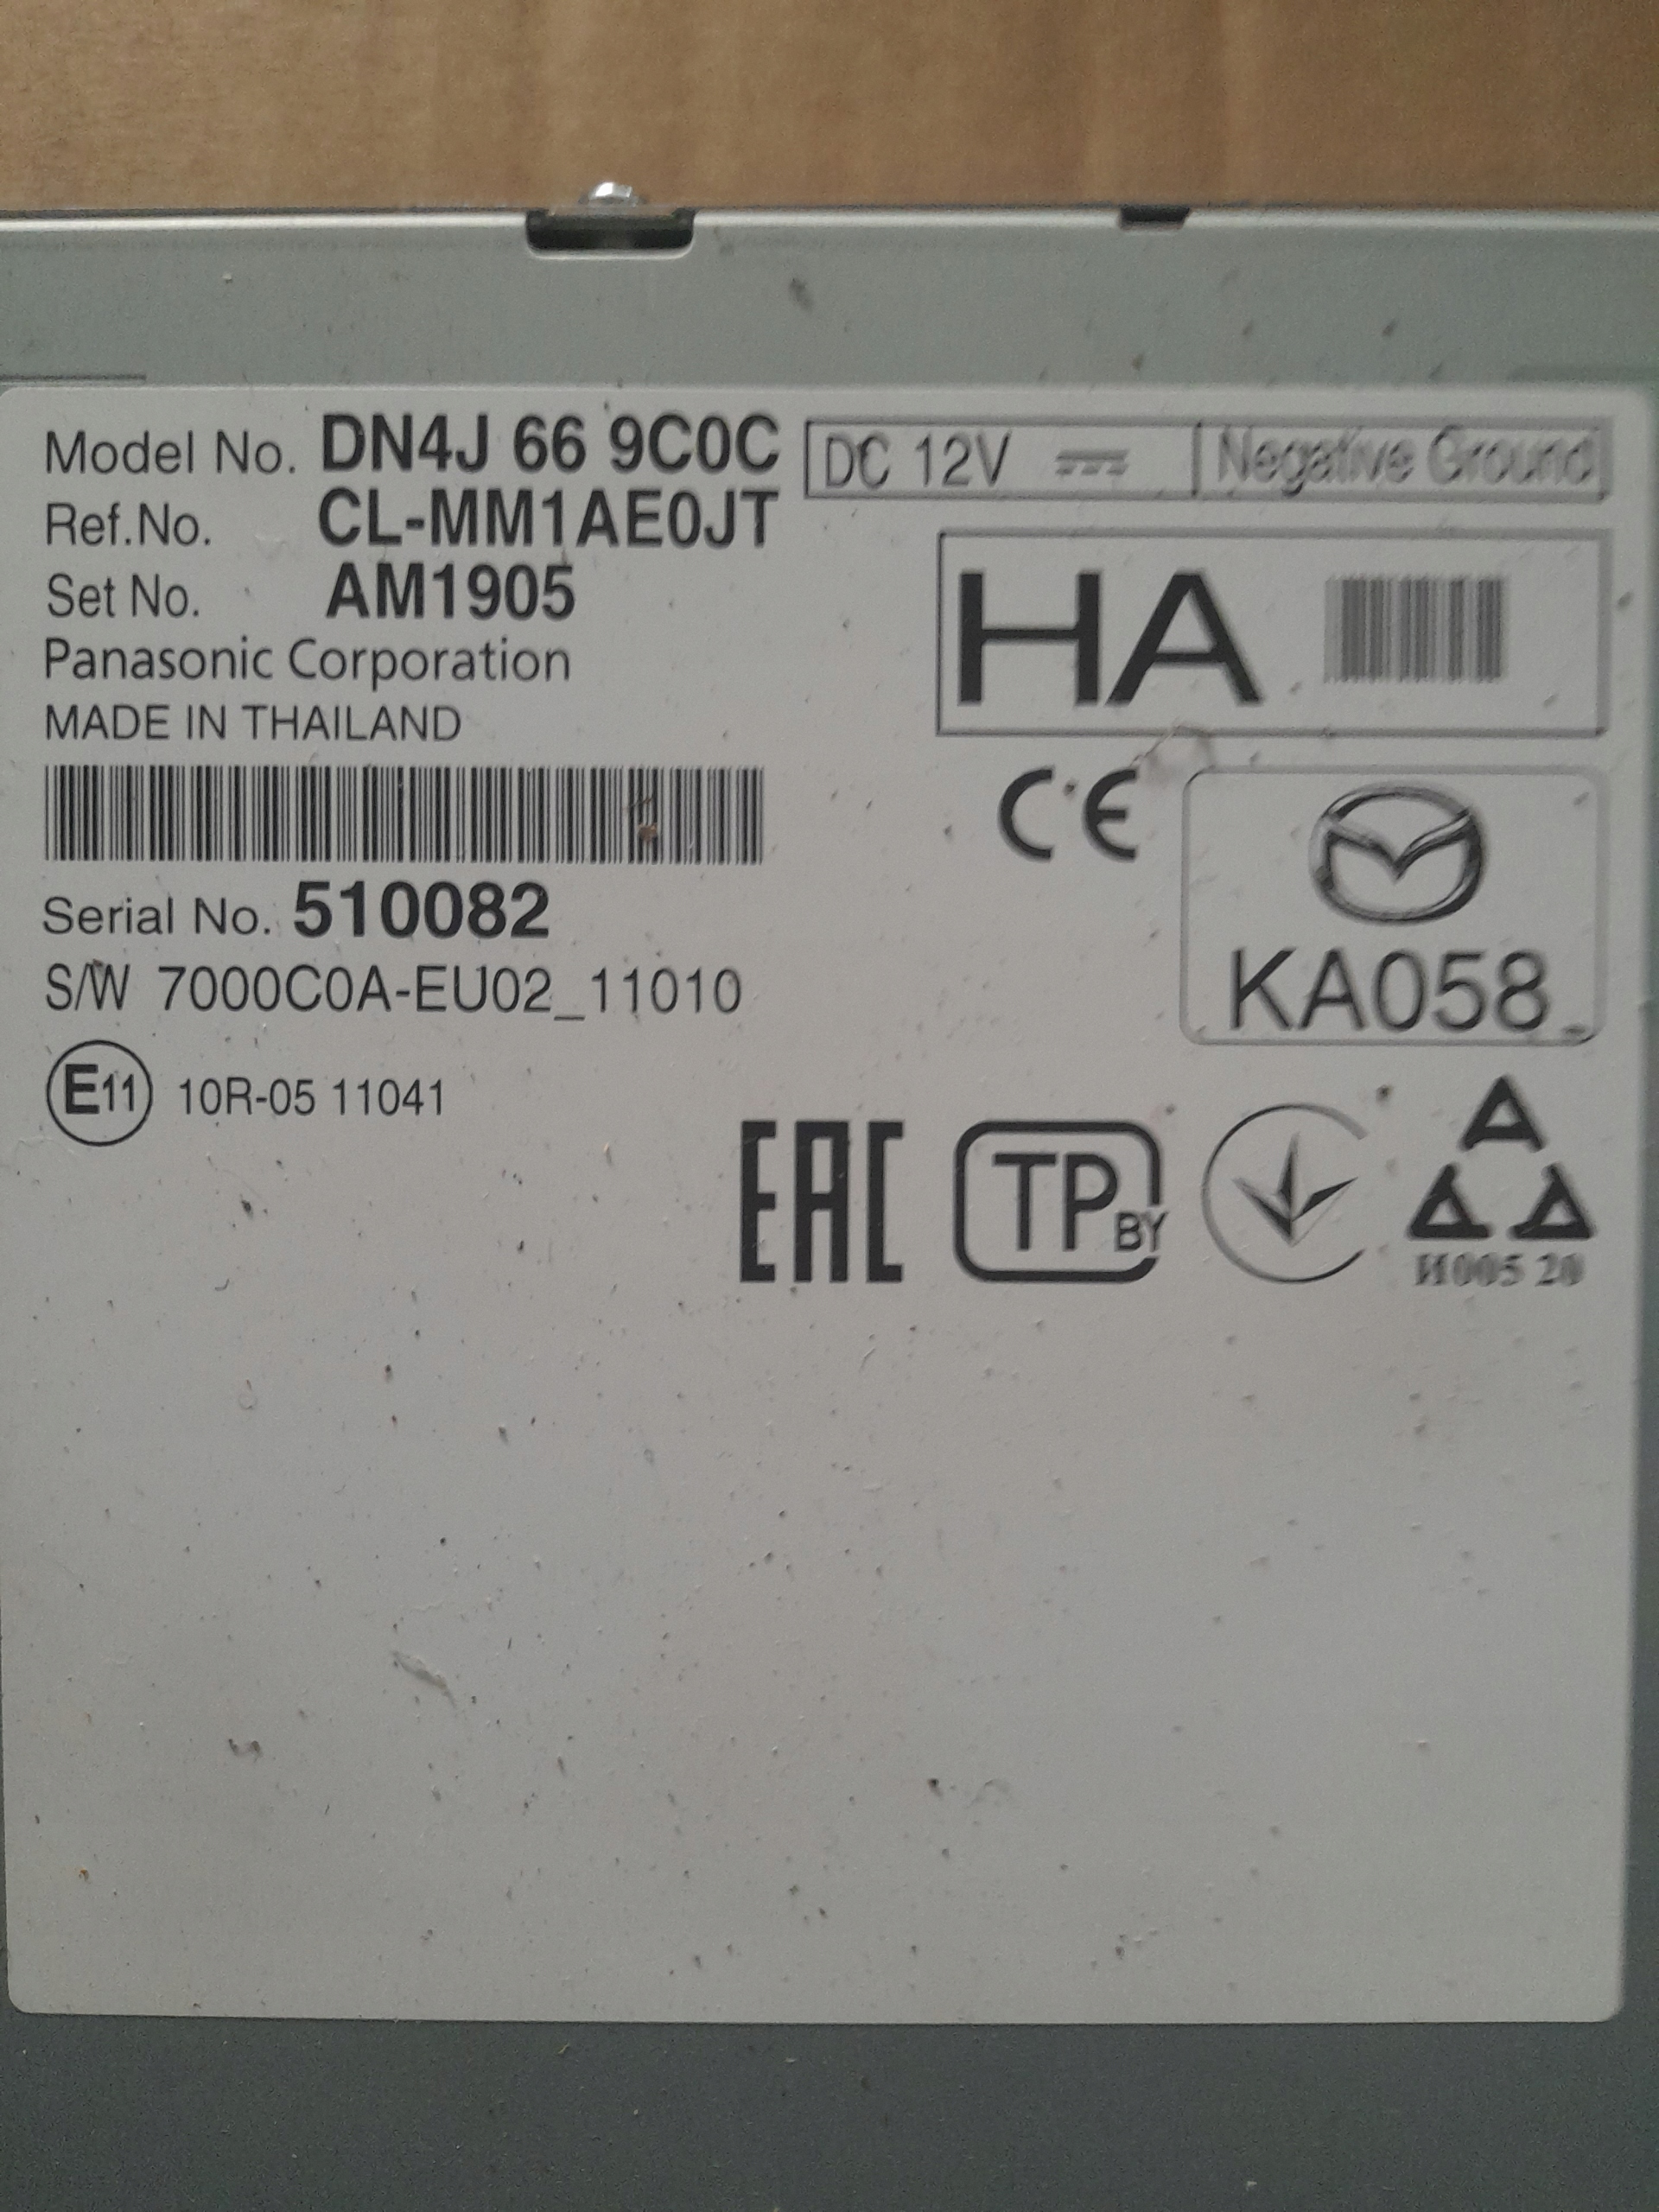 Model No. DN4J 66 9C0C
DC 12V
Negative Ground
Ref.No. CL-MM1AE0JT
Set No. AM1905
Panasonic Corporation
MADE IN THAILAND
HA
CE
Serial No. 510082
S/W 7000C0A-EU02_11010
KA058
E11 10R-05 11041
EAC
TP BY
И005 20